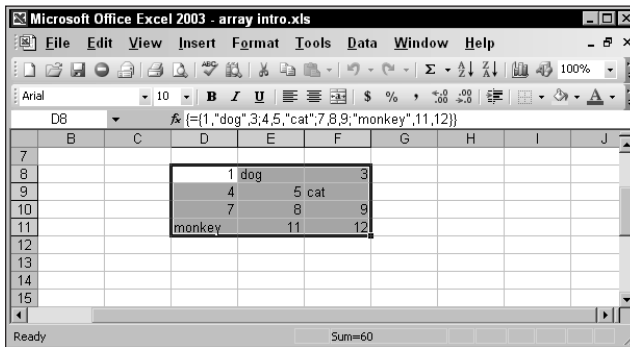 Microsoft Office Excel 2003 - array intro.xls
File Edit View Insert Format Tools Data Window Help
100%
Arial 10 B I U $ % ,
D8 fx {={1,"dog",3;4,5,"cat";7,8,9;"monkey",11,12}}
B C D E F G H I J
7
8 1 dog 3
9 4 5 cat
10 7 8 9
11 monkey 11 12
12
13
14
15
Ready Sum=60